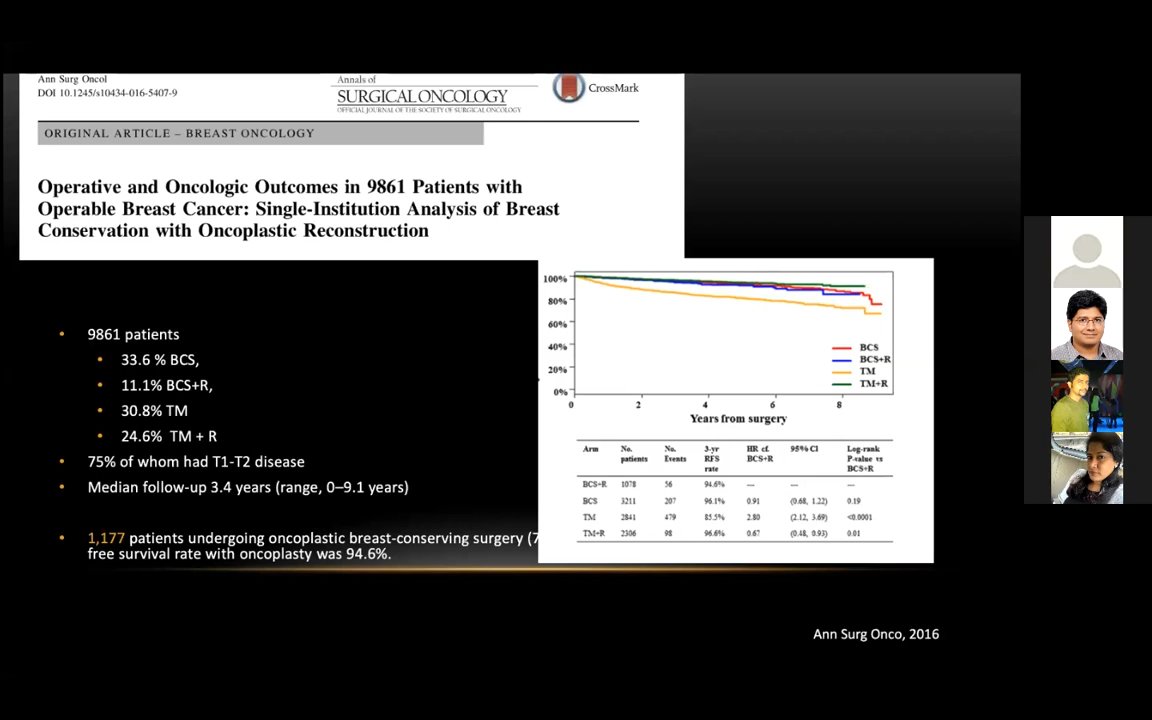 Ann Surg Oncol
DOI 10.1245/s10434-016-5407-9
Annals of
SURGICAL ONCOLOGY
OFFICIAL JOURNAL OF THE SOCIETY OF SURGICAL ONCOLOGY
CrossMark
ORIGINAL ARTICLE – BREAST ONCOLOGY
Operative and Oncologic Outcomes in 9861 Patients with
Operable Breast Cancer: Single-Institution Analysis of Breast
Conservation with Oncoplastic Reconstruction
• 9861 patients
• 33.6 % BCS,
• 11.1% BCS+R,
• 30.8% TM
• 24.6% TM + R
• 75% of whom had T1-T2 disease
• Median follow-up 3.4 years (range, 0–9.1 years)
• 1,177 patients undergoing oncoplastic breast-conserving surgery (7
free survival rate with oncoplasty was 94.6%.
100%
80%
60%
40%
20%
0%
BCS
BCS+R
TM
TM+R
0 2 4 6 8
Years from surgery
Arm No. patients No. Events 3-yr RFS rate HR cf. BCS+R 95% CI Log-rank P-value vs BCS+R
BCS+R 1078 56 94.6% — — —
BCS 3211 207 96.1% 0.91 (0.68, 1.22) 0.19
TM 2841 479 85.5% 2.80 (2.12, 3.69) <0.0001
TM+R 2306 98 96.6% 0.67 (0.48, 0.93) 0.01
Ann Surg Onco, 2016